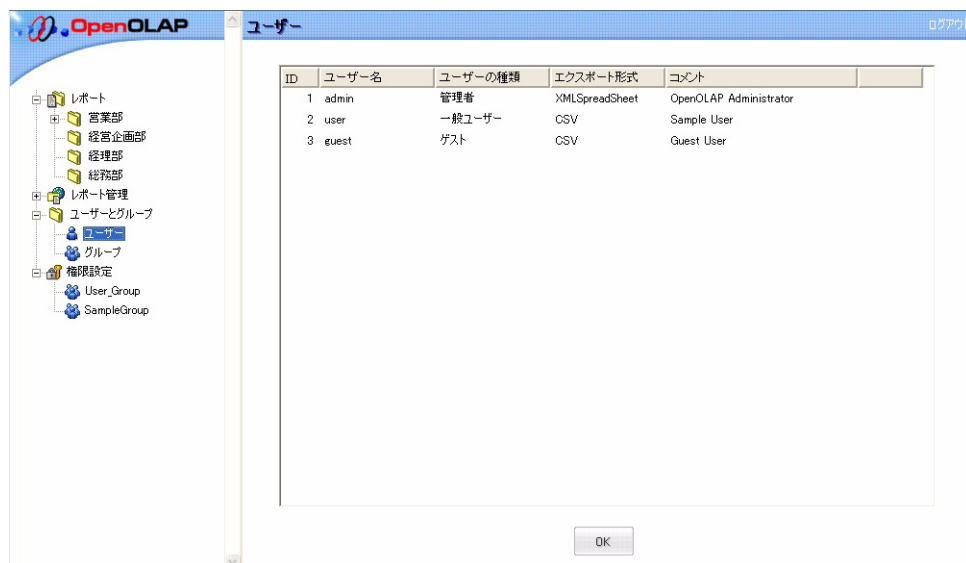 OpenOLAP
ユーザー
ログアウト
レポート
営業部
経営企画部
経理部
総務部
レポート管理
ユーザーとグループ
ユーザー
グループ
権限設定
User_Group
SampleGroup
ID ユーザー名 ユーザーの種類 エクスポート形式 コメント
1 admin 管理者 XMLSpreadSheet OpenOLAP Administrator
2 user 一般ユーザー CSV Sample User
3 guest ゲスト CSV Guest User
OK